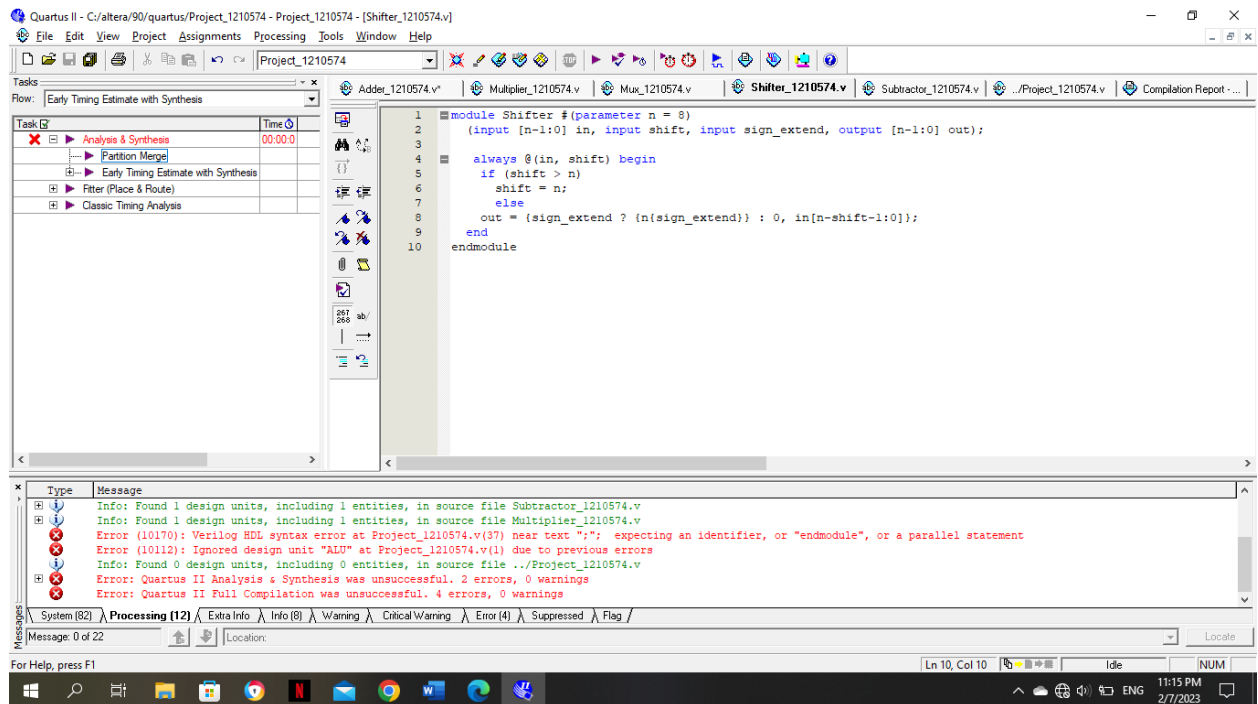 Quartus II - C:/altera/90/quartus/Project_1210574 - Project_1210574 - [Shifter_1210574.v]
File Edit View Project Assignments Processing Tools Window Help
Project_1210574
Tasks
Flow: Early Timing Estimate with Synthesis
Task Time
Analysis & Synthesis 00:00:0
Partition Merge
Early Timing Estimate with Synthesis
Fitter (Place & Route)
Classic Timing Analysis
Adder_1210574.v* Multiplier_1210574.v Mux_1210574.v Shifter_1210574.v Subtractor_1210574.v ../Project_1210574.v Compilation Report - ...
1 module Shifter #(parameter n = 8)
2 (input [n-1:0] in, input shift, input sign_extend, output [n-1:0] out);
3
4 always @(in, shift) begin
5 if (shift > n)
6 shift = n;
7 else
8 out = {sign_extend ? {n{sign_extend}} : 0, in[n-shift-1:0]};
9 end
10 endmodule
267
268 ab/
Type Message
Info: Found 1 design units, including 1 entities, in source file Subtractor_1210574.v
Info: Found 1 design units, including 1 entities, in source file Multiplier_1210574.v
Error (10170): Verilog HDL syntax error at Project_1210574.v(37) near text ";";  expecting an identifier, or "endmodule", or a parallel statement
Error (10112): Ignored design unit "ALU" at Project_1210574.v(1) due to previous errors
Info: Found 0 design units, including 0 entities, in source file ../Project_1210574.v
Error: Quartus II Analysis & Synthesis was unsuccessful. 2 errors, 0 warnings
Error: Quartus II Full Compilation was unsuccessful. 4 errors, 0 warnings
System (82) Processing (12) Extra Info Info (8) Warning Critical Warning Error (4) Suppressed Flag
Messages
Message: 0 of 22 Location: Locate
For Help, press F1 Ln 10, Col 10 Idle NUM
ENG 11:15 PM
2/7/2023